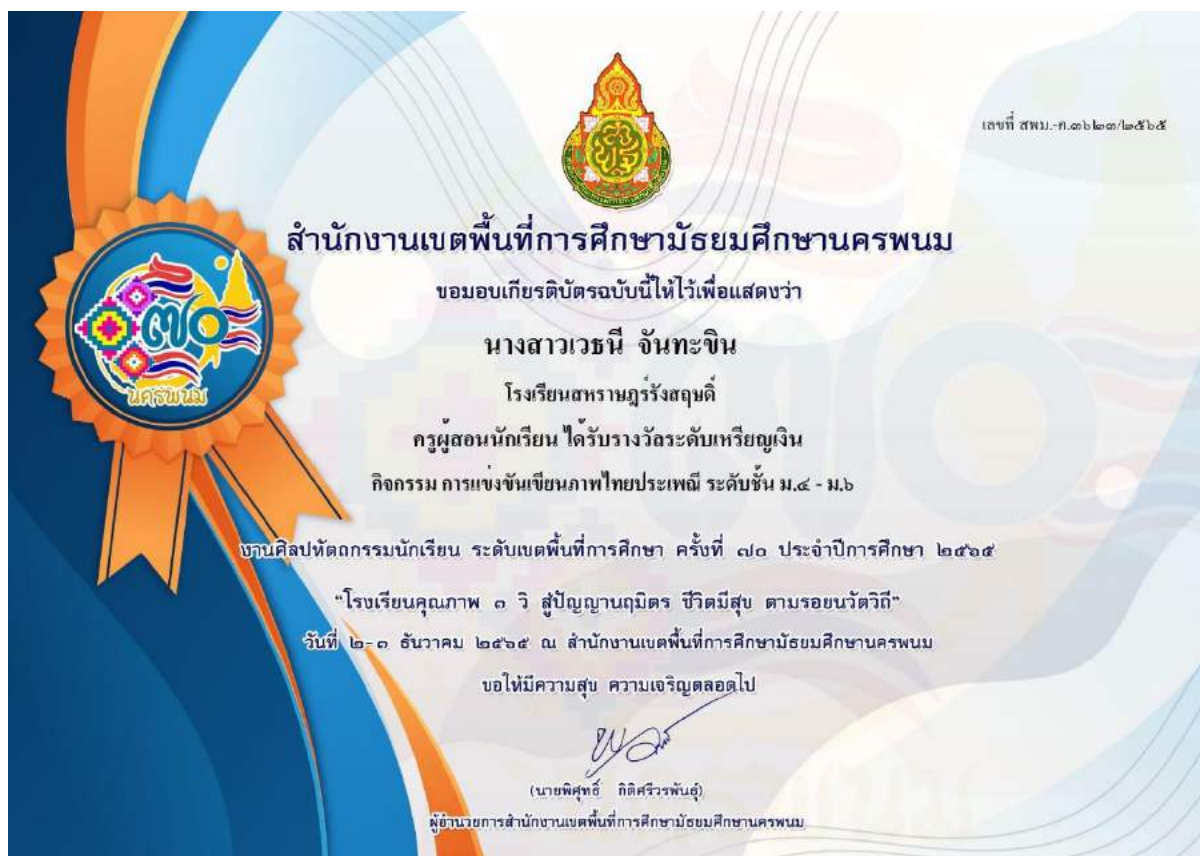 เลขที่ สพม.-ก.๓๖๒๓/๒๕๖๕
สำนักงานเขตพื้นที่การศึกษามัธยมศึกษานครพนม
ขอมอบเกียรติบัตรฉบับนี้ให้ไว้เพื่อแสดงว่า
นางสาวเวธนี จันทะขิน
โรงเรียนสหราษฎร์รังสฤษดิ์
ครูผู้สอนนักเรียน ได้รับรางวัลระดับเหรียญเงิน
กิจกรรม การแข่งขันเขียนภาพไทยประเพณี ระดับชั้น ม.๔ - ม.๖
๗๐
นครพนม
งานศิลปหัตถกรรมนักเรียน ระดับเขตพื้นที่การศึกษา ครั้งที่ ๗๐ ประจำปีการศึกษา ๒๕๖๕
“โรงเรียนคุณภาพ ๓ วิ สู่ปัญญานฤมิตร ชีวิตมีสุข ตามรอยนวัตวิถี”
วันที่ ๒-๓ ธันวาคม ๒๕๖๕ ณ สำนักงานเขตพื้นที่การศึกษามัธยมศึกษานครพนม
ขอให้มีความสุข ความเจริญตลอดไป
(นายพิศุทธิ์ กิติศรีวรพันธุ์)
ผู้อำนวยการสำนักงานเขตพื้นที่การศึกษามัธยมศึกษานครพนม